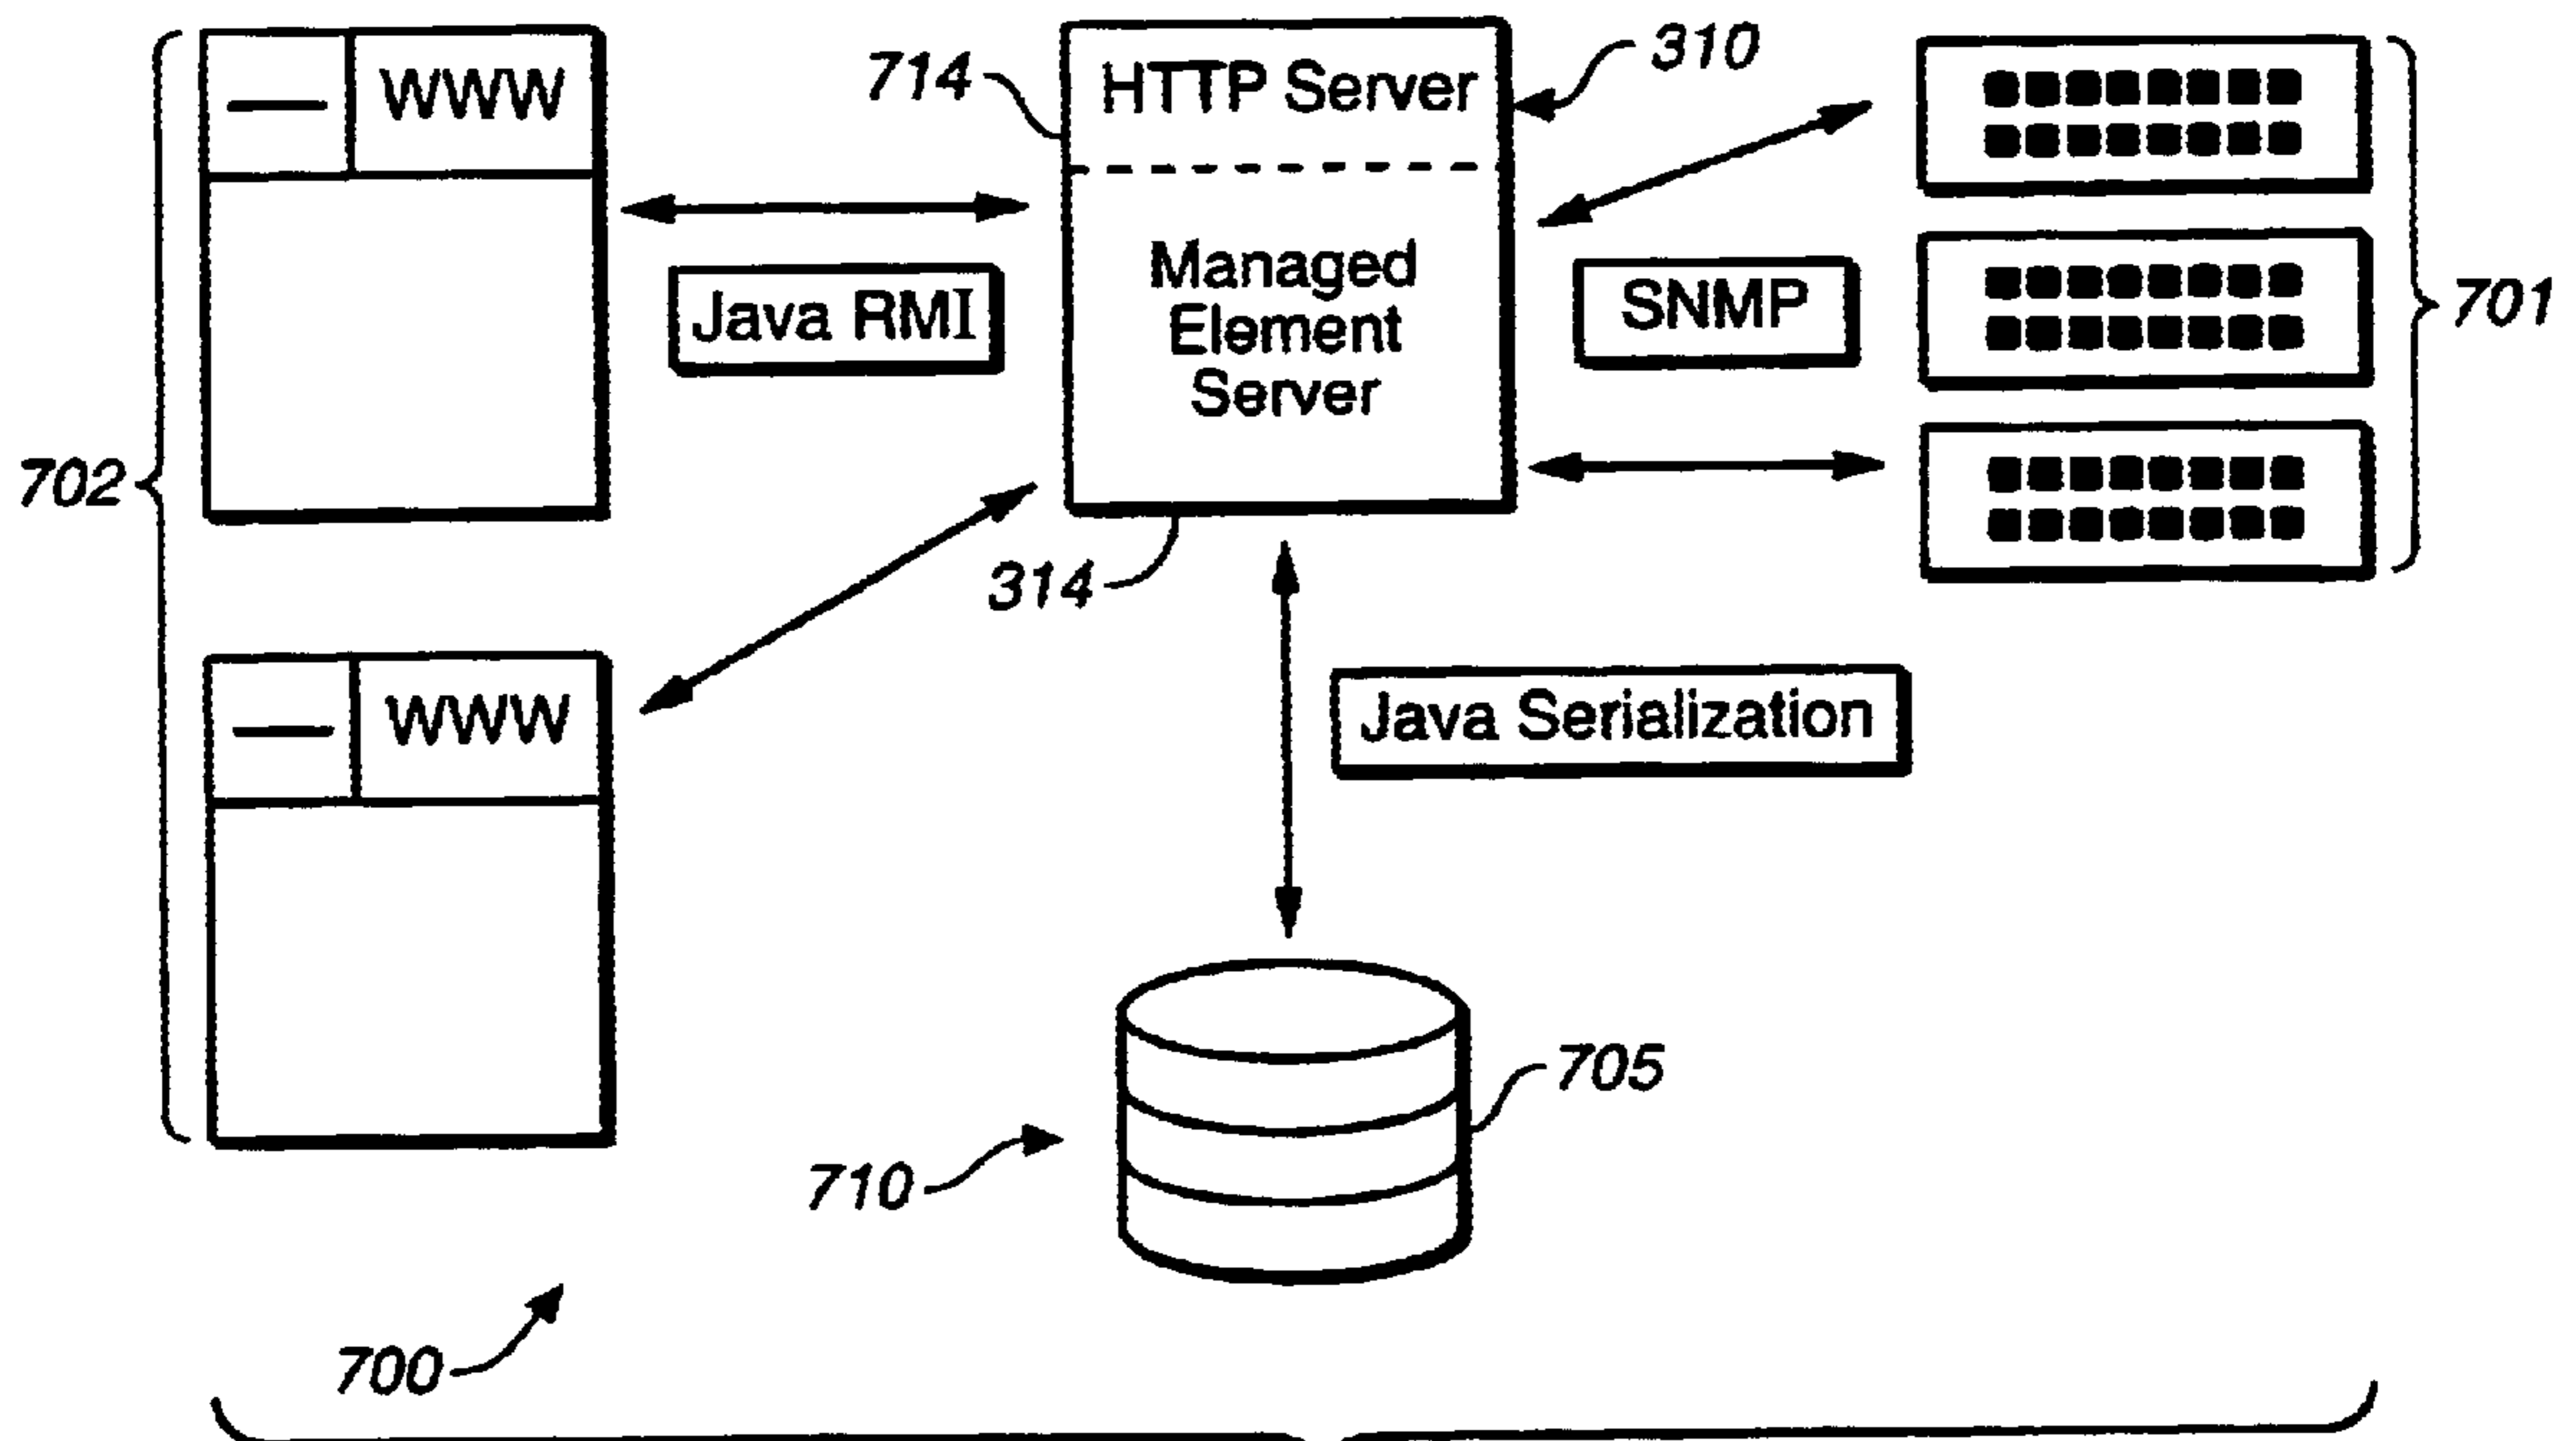 WWW
714
HTTP Server
310
Managed
Element
Server
Java RMI
SNMP
701
702
314
WWW
Java Serialization
705
710
700